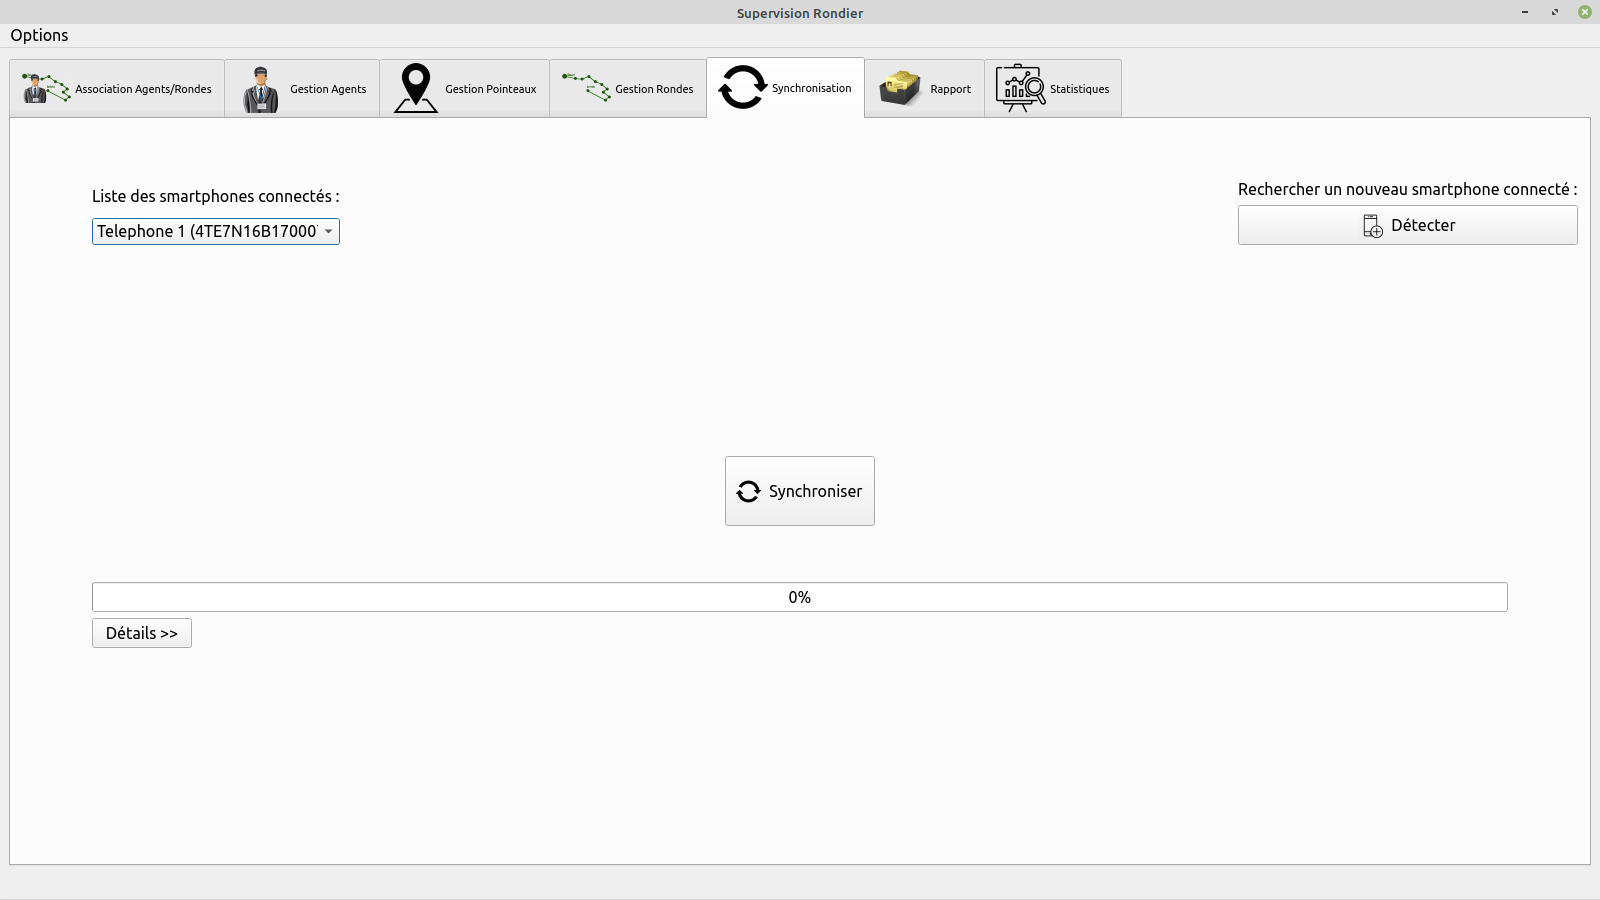 Supervision Rondier
Options
Association Agents/Rondes
Gestion Agents
Gestion Pointeaux
Gestion Rondes
Synchronisation
Rapport
Statistiques
Liste des smartphones connectés :
Telephone 1 (4TE7N16B17000
Rechercher un nouveau smartphone connecté :
Détecter
Synchroniser
0%
Détails >>